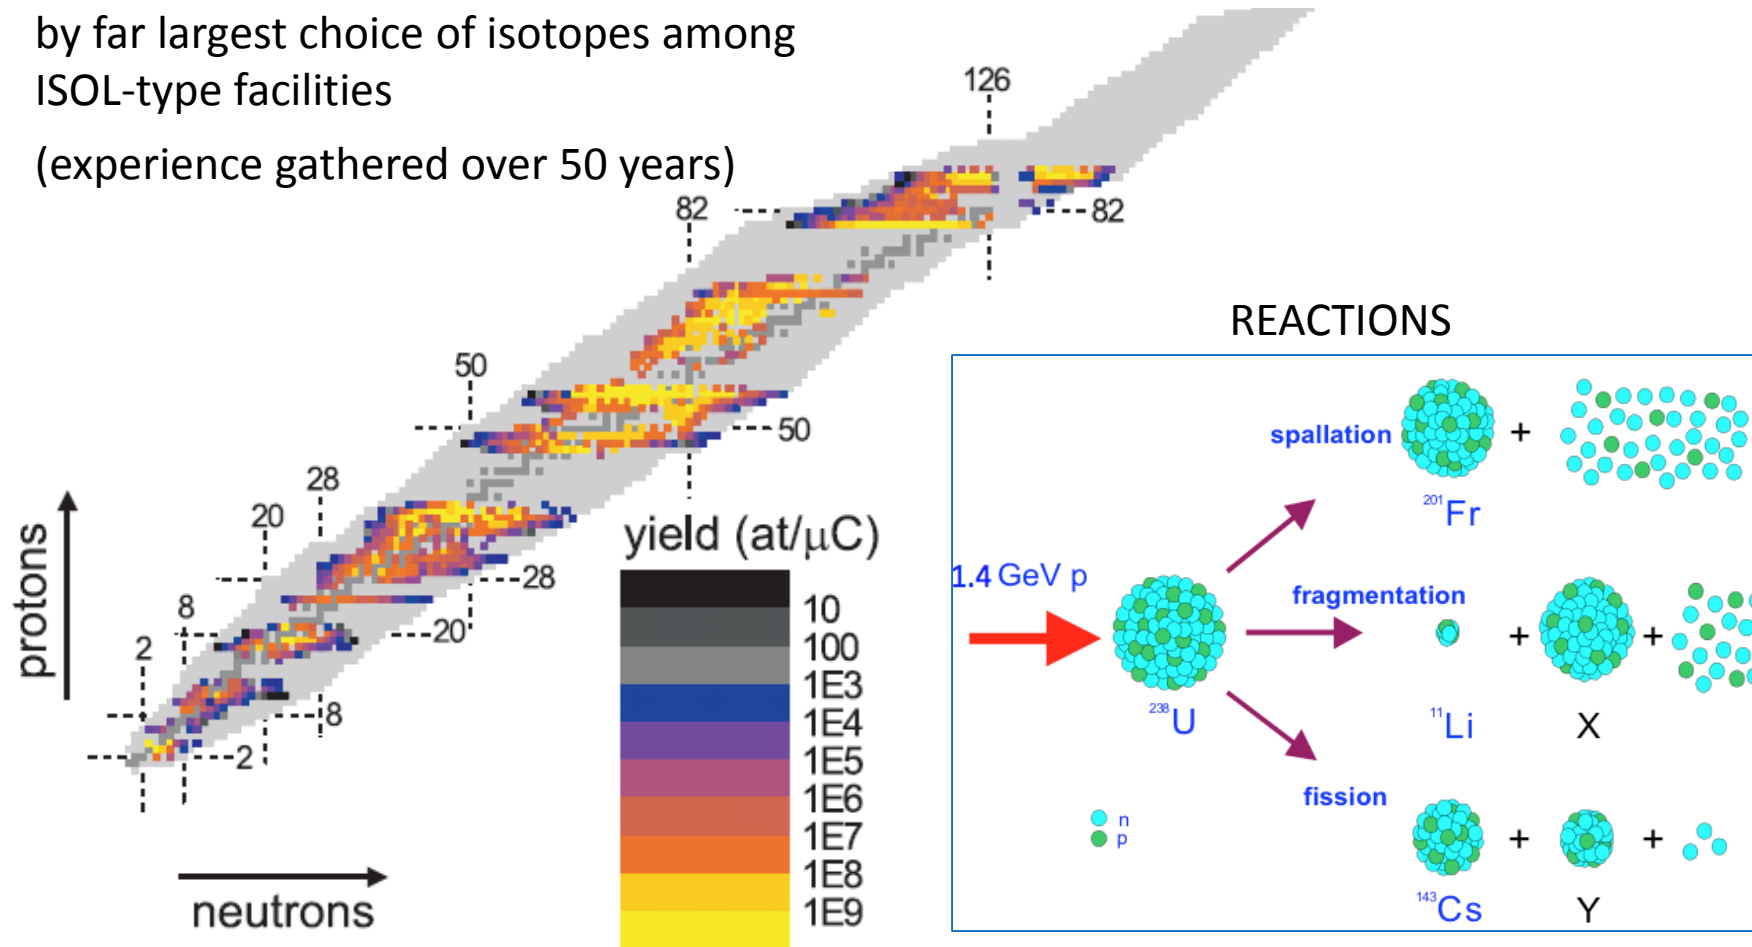 by far largest choice of isotopes among
ISOL-type facilities
(experience gathered over 50 years)
126
82
82
50
50
28
28
20
20
8
8
2
2
protons
neutrons
yield (at/μC)
10
100
1E3
1E4
1E5
1E6
1E7
1E8
1E9
REACTIONS
1.4 GeV p
²³⁸U
spallation
+
²⁰¹Fr
fragmentation
+
+
¹¹Li
X
fission
+
+
¹⁴³Cs
Y
n
p